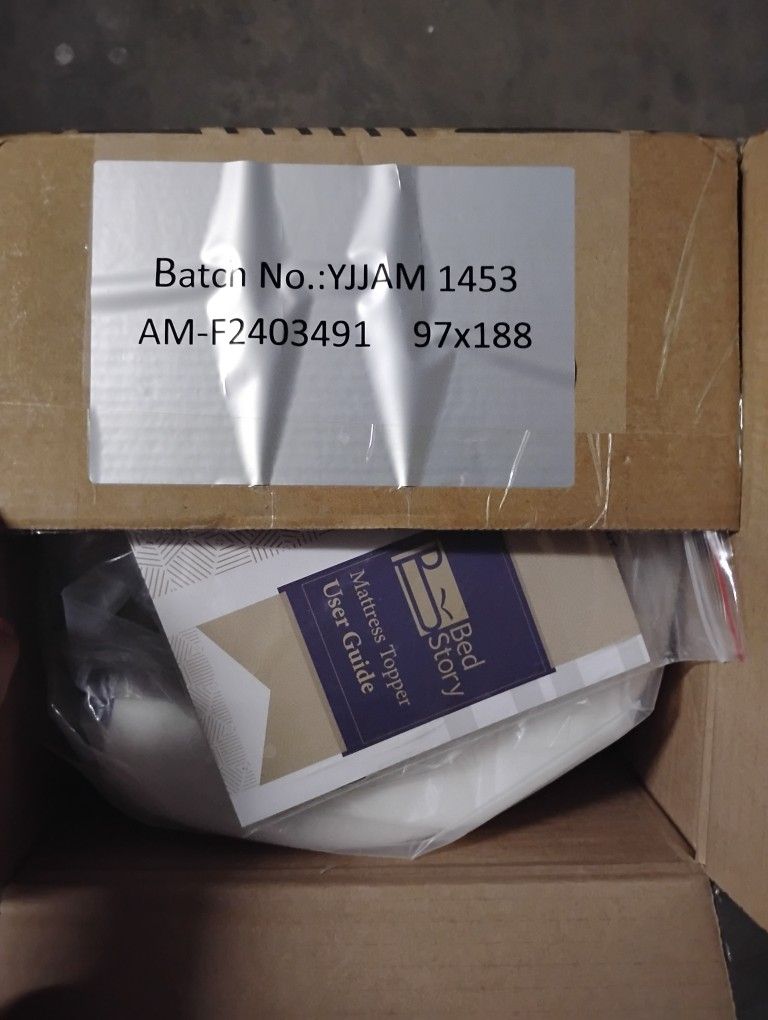 Batch No.:YJJAM 1453
AM-F2403491 97x188
Bed
Story
Mattress Topper
User Guide